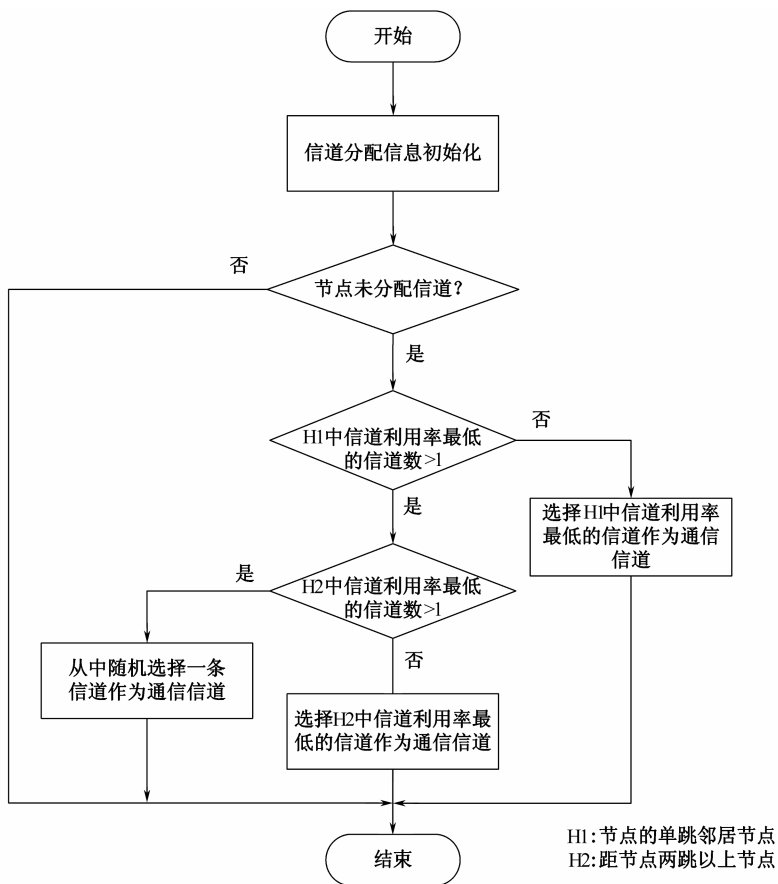 开始
信道分配信息初始化
否
节点未分配信道？
是
H1中信道利用率最低
的信道数>1
否
是
选择H1中信道利用率
最低的信道作为通信
信道
是
H2中信道利用率最低
的信道数>1
从中随机选择一条
信道作为通信信道
否
选择H2中信道利用率最
低的信道作为通信信道
结束
H1:节点的单跳邻居节点
H2:距节点两跳以上节点